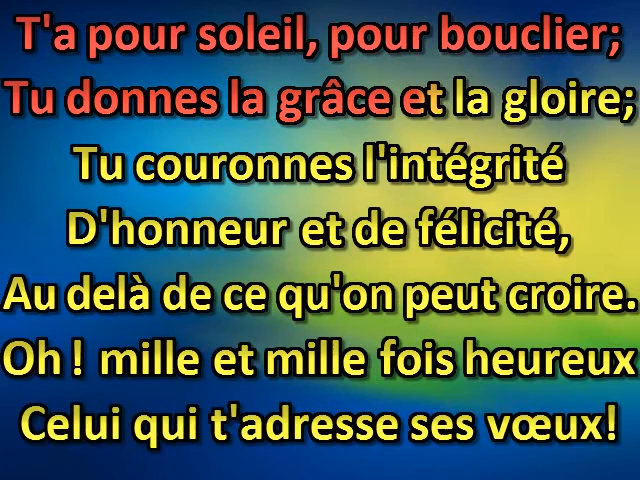 T'a pour soleil, pour bouclier;
Tu donnes la grâce et la gloire;
Tu couronnes l'intégrité
D'honneur et de félicité,
Au delà de ce qu'on peut croire.
Oh ! mille et mille fois heureux
Celui qui t'adresse ses vœux!